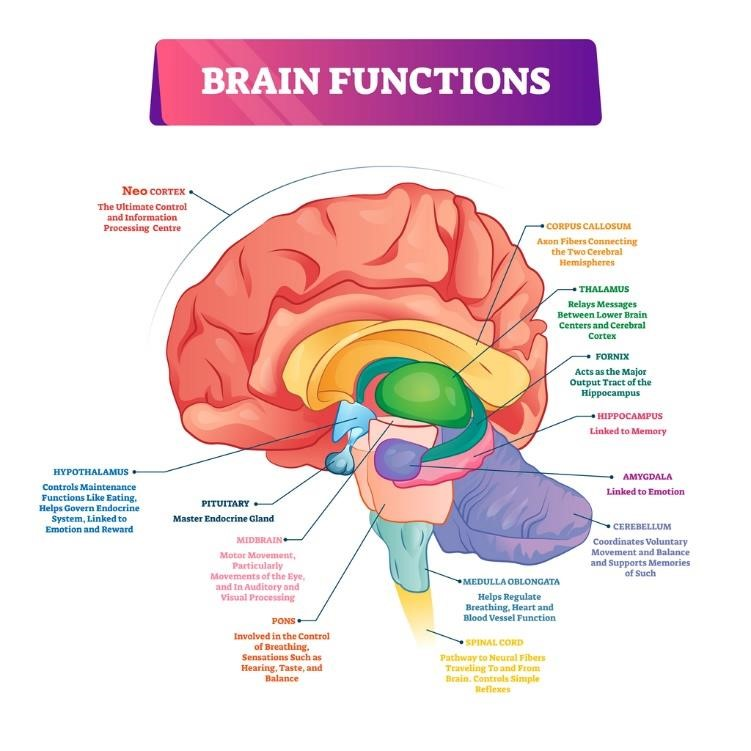 BRAIN FUNCTIONS
Neo CORTEX
The Ultimate Control
and Information
Processing Centre
CORPUS CALLOSUM
Axon Fibers Connecting
the Two Cerebral
Hemispheres
THALAMUS
Relays Messages
Between Lower Brain
Centers and Cerebral
Cortex
FORNIX
Acts as the Major
Output Tract of the
Hippocampus
HIPPOCAMPUS
Linked to Memory
AMYGDALA
Linked to Emotion
CEREBELLUM
Coordinates Voluntary
Movement and Balance
and Supports Memories
of Such
HYPOTHALAMUS
Controls Maintenance
Functions Like Eating,
Helps Govern Endocrine
System, Linked to
Emotion and Reward
PITUITARY
Master Endocrine Gland
MIDBRAIN
Motor Movement,
Particularly
Movements of the Eye,
and In Auditory and
Visual Processing
PONS
Involved in the Control
of Breathing,
Sensations Such as
Hearing, Taste, and
Balance
MEDULLA OBLONGATA
Helps Regulate
Breathing, Heart and
Blood Vessel Function
SPINAL CORD
Pathway to Neural Fibers
Traveling To and From
Brain. Controls Simple
Reflexes